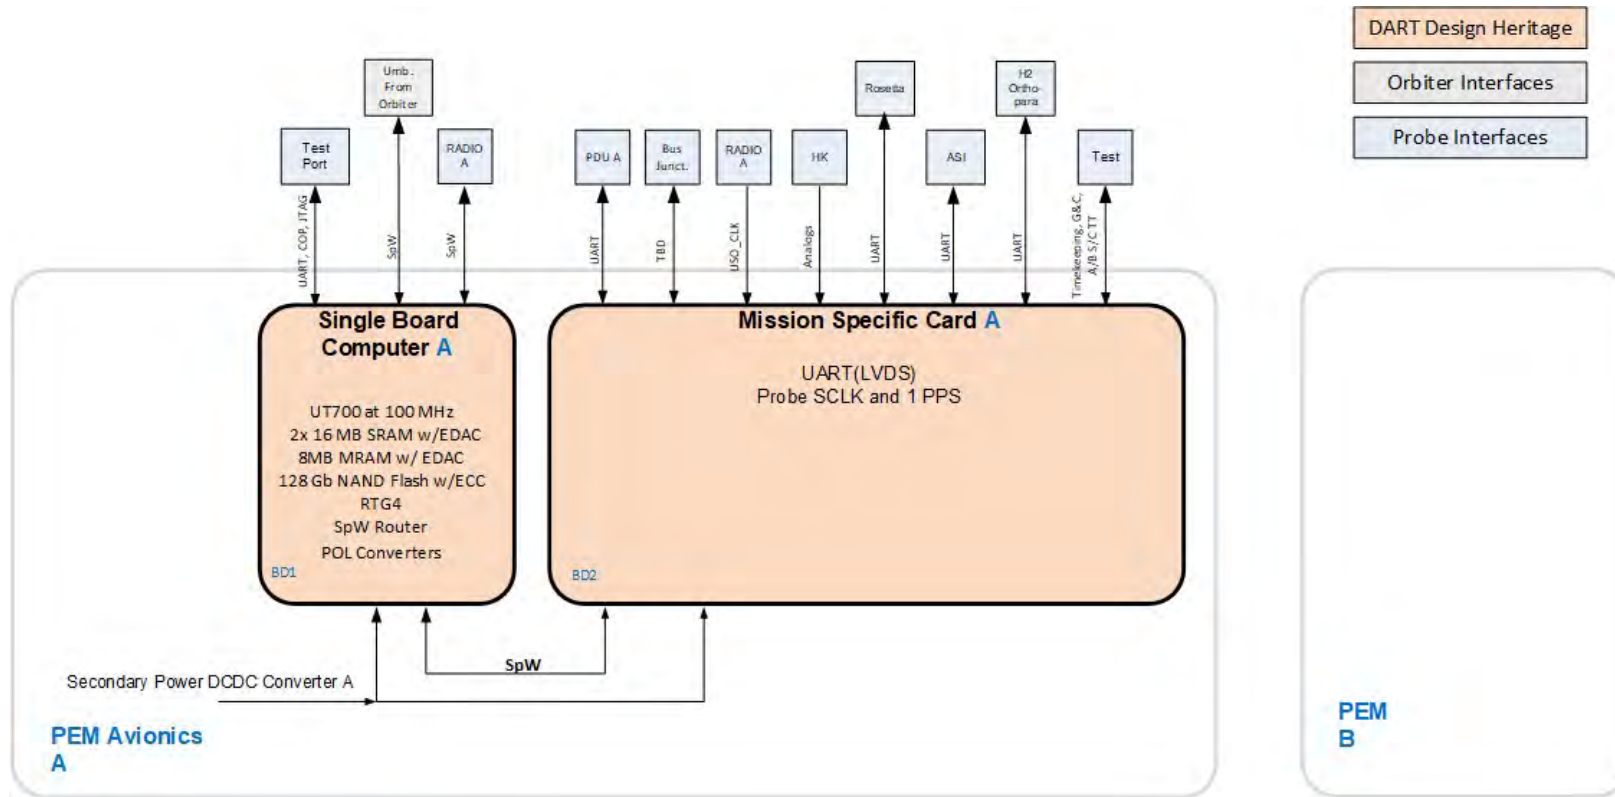 DART Design Heritage
Orbiter Interfaces
Probe Interfaces
Umb.
From
Orbiter
Test
Port
RADIO
A
PDU A
Bus
Junct.
RADIO
A
HK
Rosetta
ASI
H2
Ortho-
para
Test
UART, COP, JTAG
SpW
SpW
UART
TBD
USO_CLK
Analogs
UART
UART
UART
Timekeeping, G&C,
A/B S/C TT
Single Board
Computer A
UT700 at 100 MHz
2x 16 MB SRAM w/EDAC
8MB MRAM w/ EDAC
128 Gb NAND Flash w/ECC
RTG4
SpW Router
POL Converters
BD1
Mission Specific Card A
UART(LVDS)
Probe SCLK and 1 PPS
BD2
SpW
Secondary Power DCDC Converter A
PEM Avionics
A
PEM
B